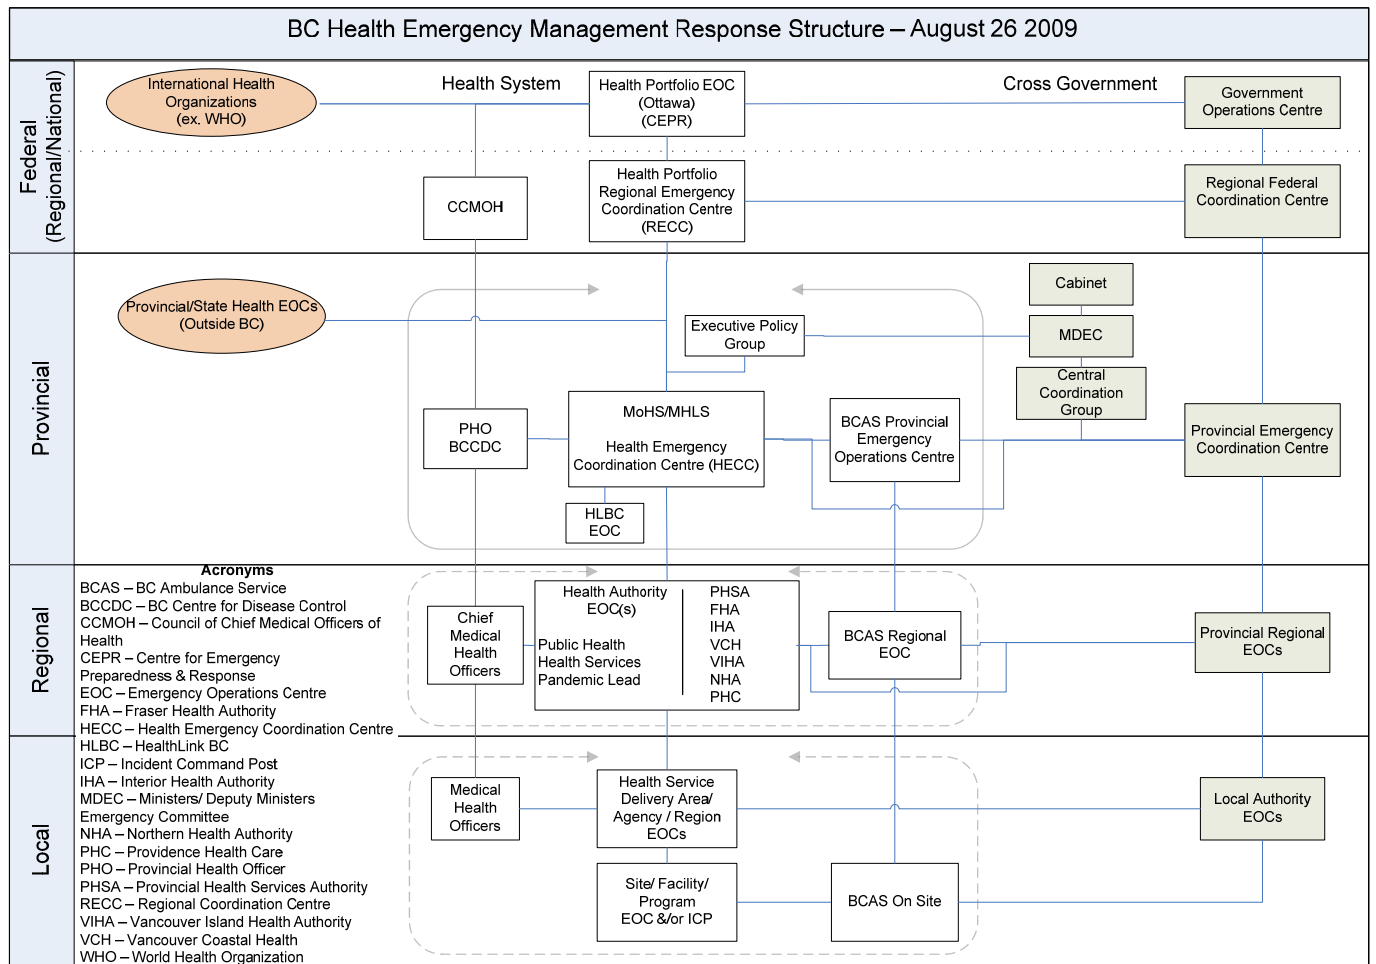 BC Health Emergency Management Response Structure – August 26 2009
Federal
(Regional/National)
International Health
Organizations
(ex. WHO)
Health System
Health Portfolio EOC
(Ottawa)
(CEPR)
Cross Government
Government
Operations Centre
CCMOH
Health Portfolio
Regional Emergency
Coordination Centre
(RECC)
Regional Federal
Coordination Centre
Provincial
Provincial/State Health EOCs
(Outside BC)
Executive Policy
Group
Cabinet
MDEC
Central
Coordination
Group
PHO
BCCDC
MoHS/MHLS
Health Emergency
Coordination Centre (HECC)
BCAS Provincial
Emergency
Operations Centre
Provincial Emergency
Coordination Centre
HLBC
EOC
Regional
Chief
Medical
Health
Officers
Health Authority
EOC(s)
Public Health
Health Services
Pandemic Lead
PHSA
FHA
IHA
VCH
VIHA
NHA
PHC
BCAS Regional
EOC
Provincial Regional
EOCs
Local
Medical
Health
Officers
Health Service
Delivery Area/
Agency / Region
EOCs
Local Authority
EOCs
Site/ Facility/
Program
EOC &/or ICP
BCAS On Site
Acronyms
BCAS – BC Ambulance Service
BCCDC – BC Centre for Disease Control
CCMOH – Council of Chief Medical Officers of
Health
CEPR – Centre for Emergency
Preparedness & Response
EOC – Emergency Operations Centre
FHA – Fraser Health Authority
HECC – Health Emergency Coordination Centre
HLBC – HealthLink BC
ICP – Incident Command Post
IHA – Interior Health Authority
MDEC – Ministers/ Deputy Ministers
Emergency Committee
NHA – Northern Health Authority
PHC – Providence Health Care
PHO – Provincial Health Officer
PHSA – Provincial Health Services Authority
RECC – Regional Coordination Centre
VIHA – Vancouver Island Health Authority
VCH – Vancouver Coastal Health
WHO – World Health Organization